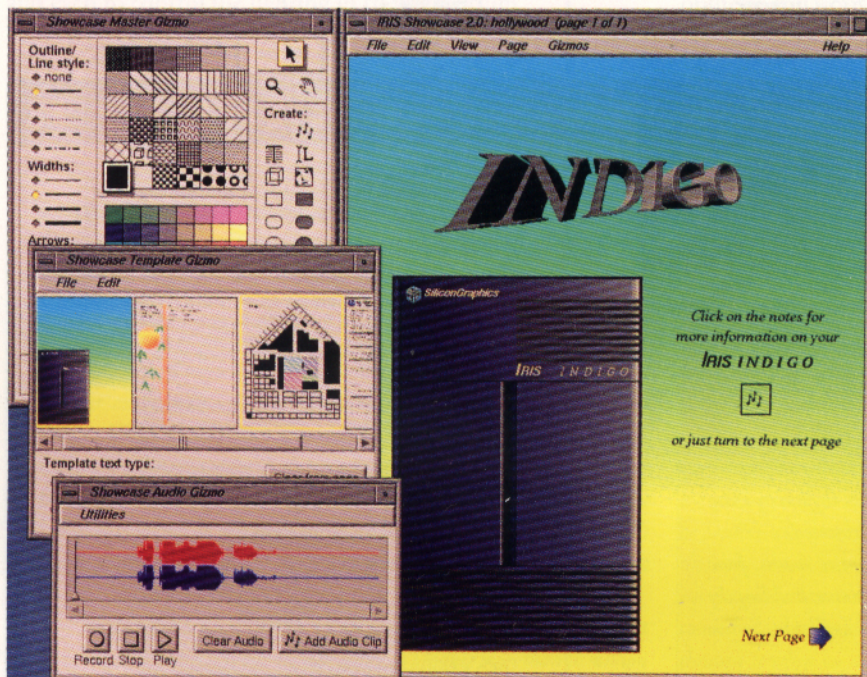 Showcase Master Gizmo
Outline/
Line style:
none
Widths:
Arrows:
Create:
Showcase Template Gizmo
File Edit
Template text type:
Showcase Audio Gizmo
Utilities
Record Stop Play
Clear Audio
Add Audio Clip
IRIS Showcase 2.0: hollywood (page 1 of 1)
File Edit View Page Gizmos Help
INDIGO
SiliconGraphics
IRIS INDIGO
Click on the notes for
more information on your
IRIS INDIGO
or just turn to the next page
Next Page